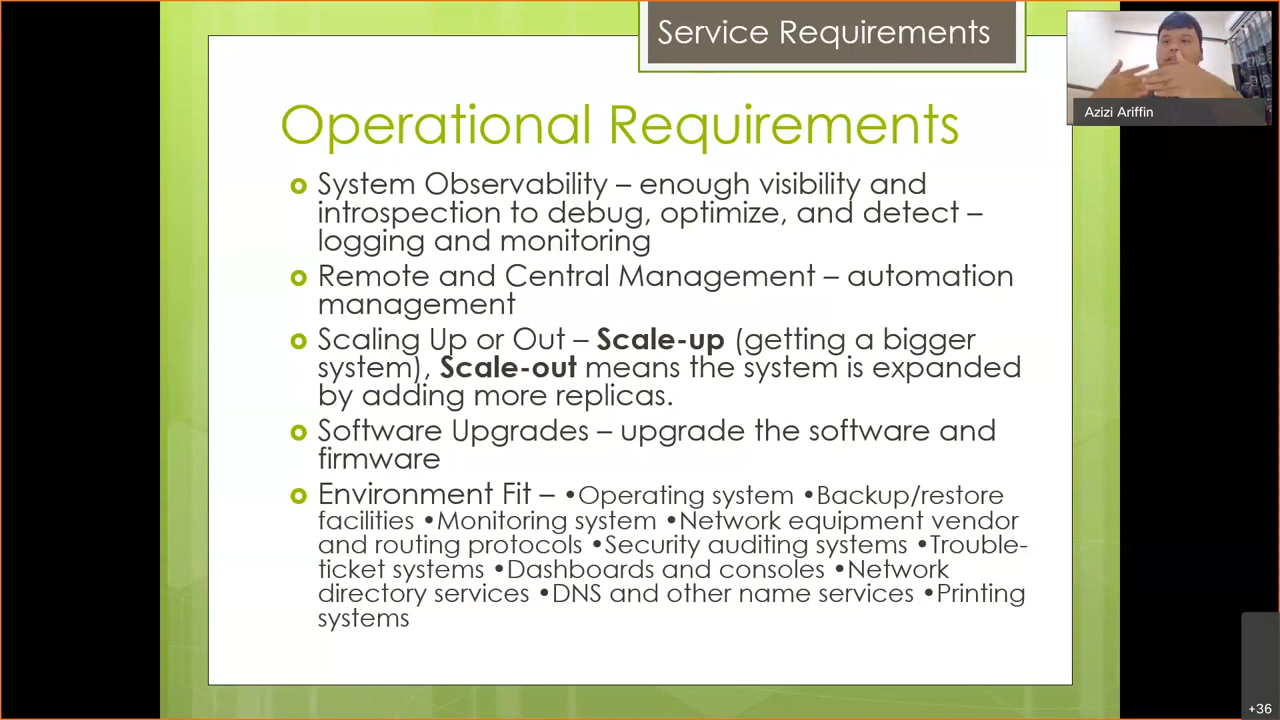 Service Requirements
Azizi Ariffin
Operational Requirements
System Observability – enough visibility and
introspection to debug, optimize, and detect –
logging and monitoring
Remote and Central Management – automation
management
Scaling Up or Out – Scale-up (getting a bigger
system), Scale-out means the system is expanded
by adding more replicas.
Software Upgrades – upgrade the software and
firmware
Environment Fit – •Operating system •Backup/restore
facilities •Monitoring system •Network equipment vendor
and routing protocols •Security auditing systems •Trouble-
ticket systems •Dashboards and consoles •Network
directory services •DNS and other name services •Printing
systems
+36